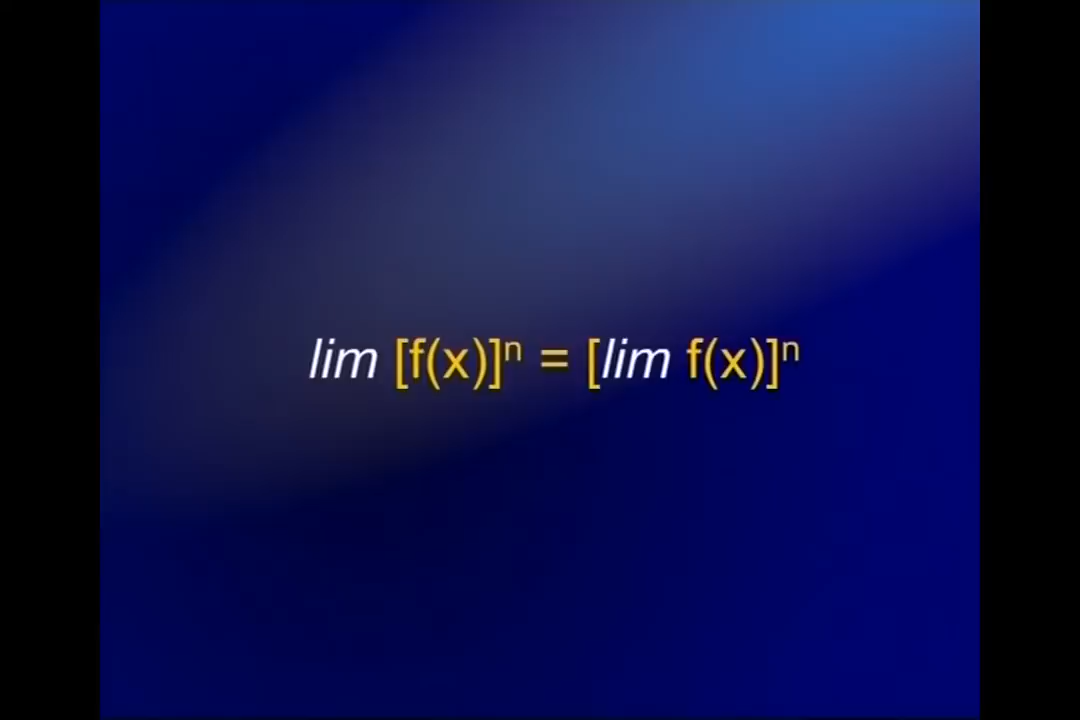 lim [f(x)]ⁿ = [lim f(x)]ⁿ